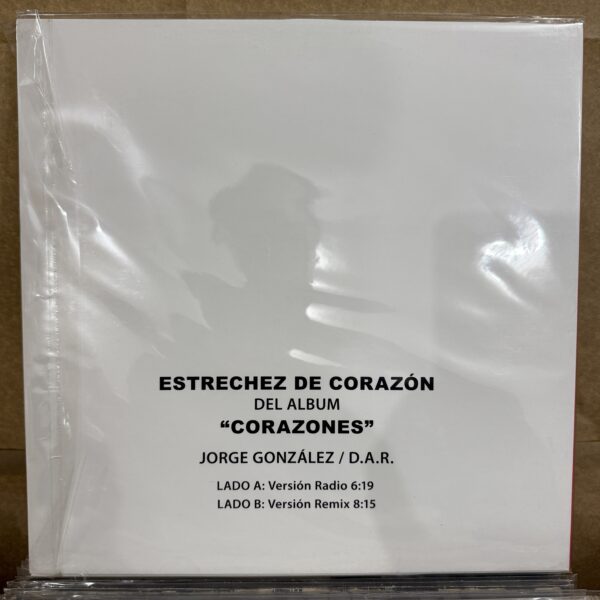 ESTRECHEZ DE CORAZÓN
DEL ALBUM
“CORAZONES”
JORGE GONZÁLEZ / D.A.R.
LADO A: Versión Radio 6:19
LADO B: Versión Remix 8:15